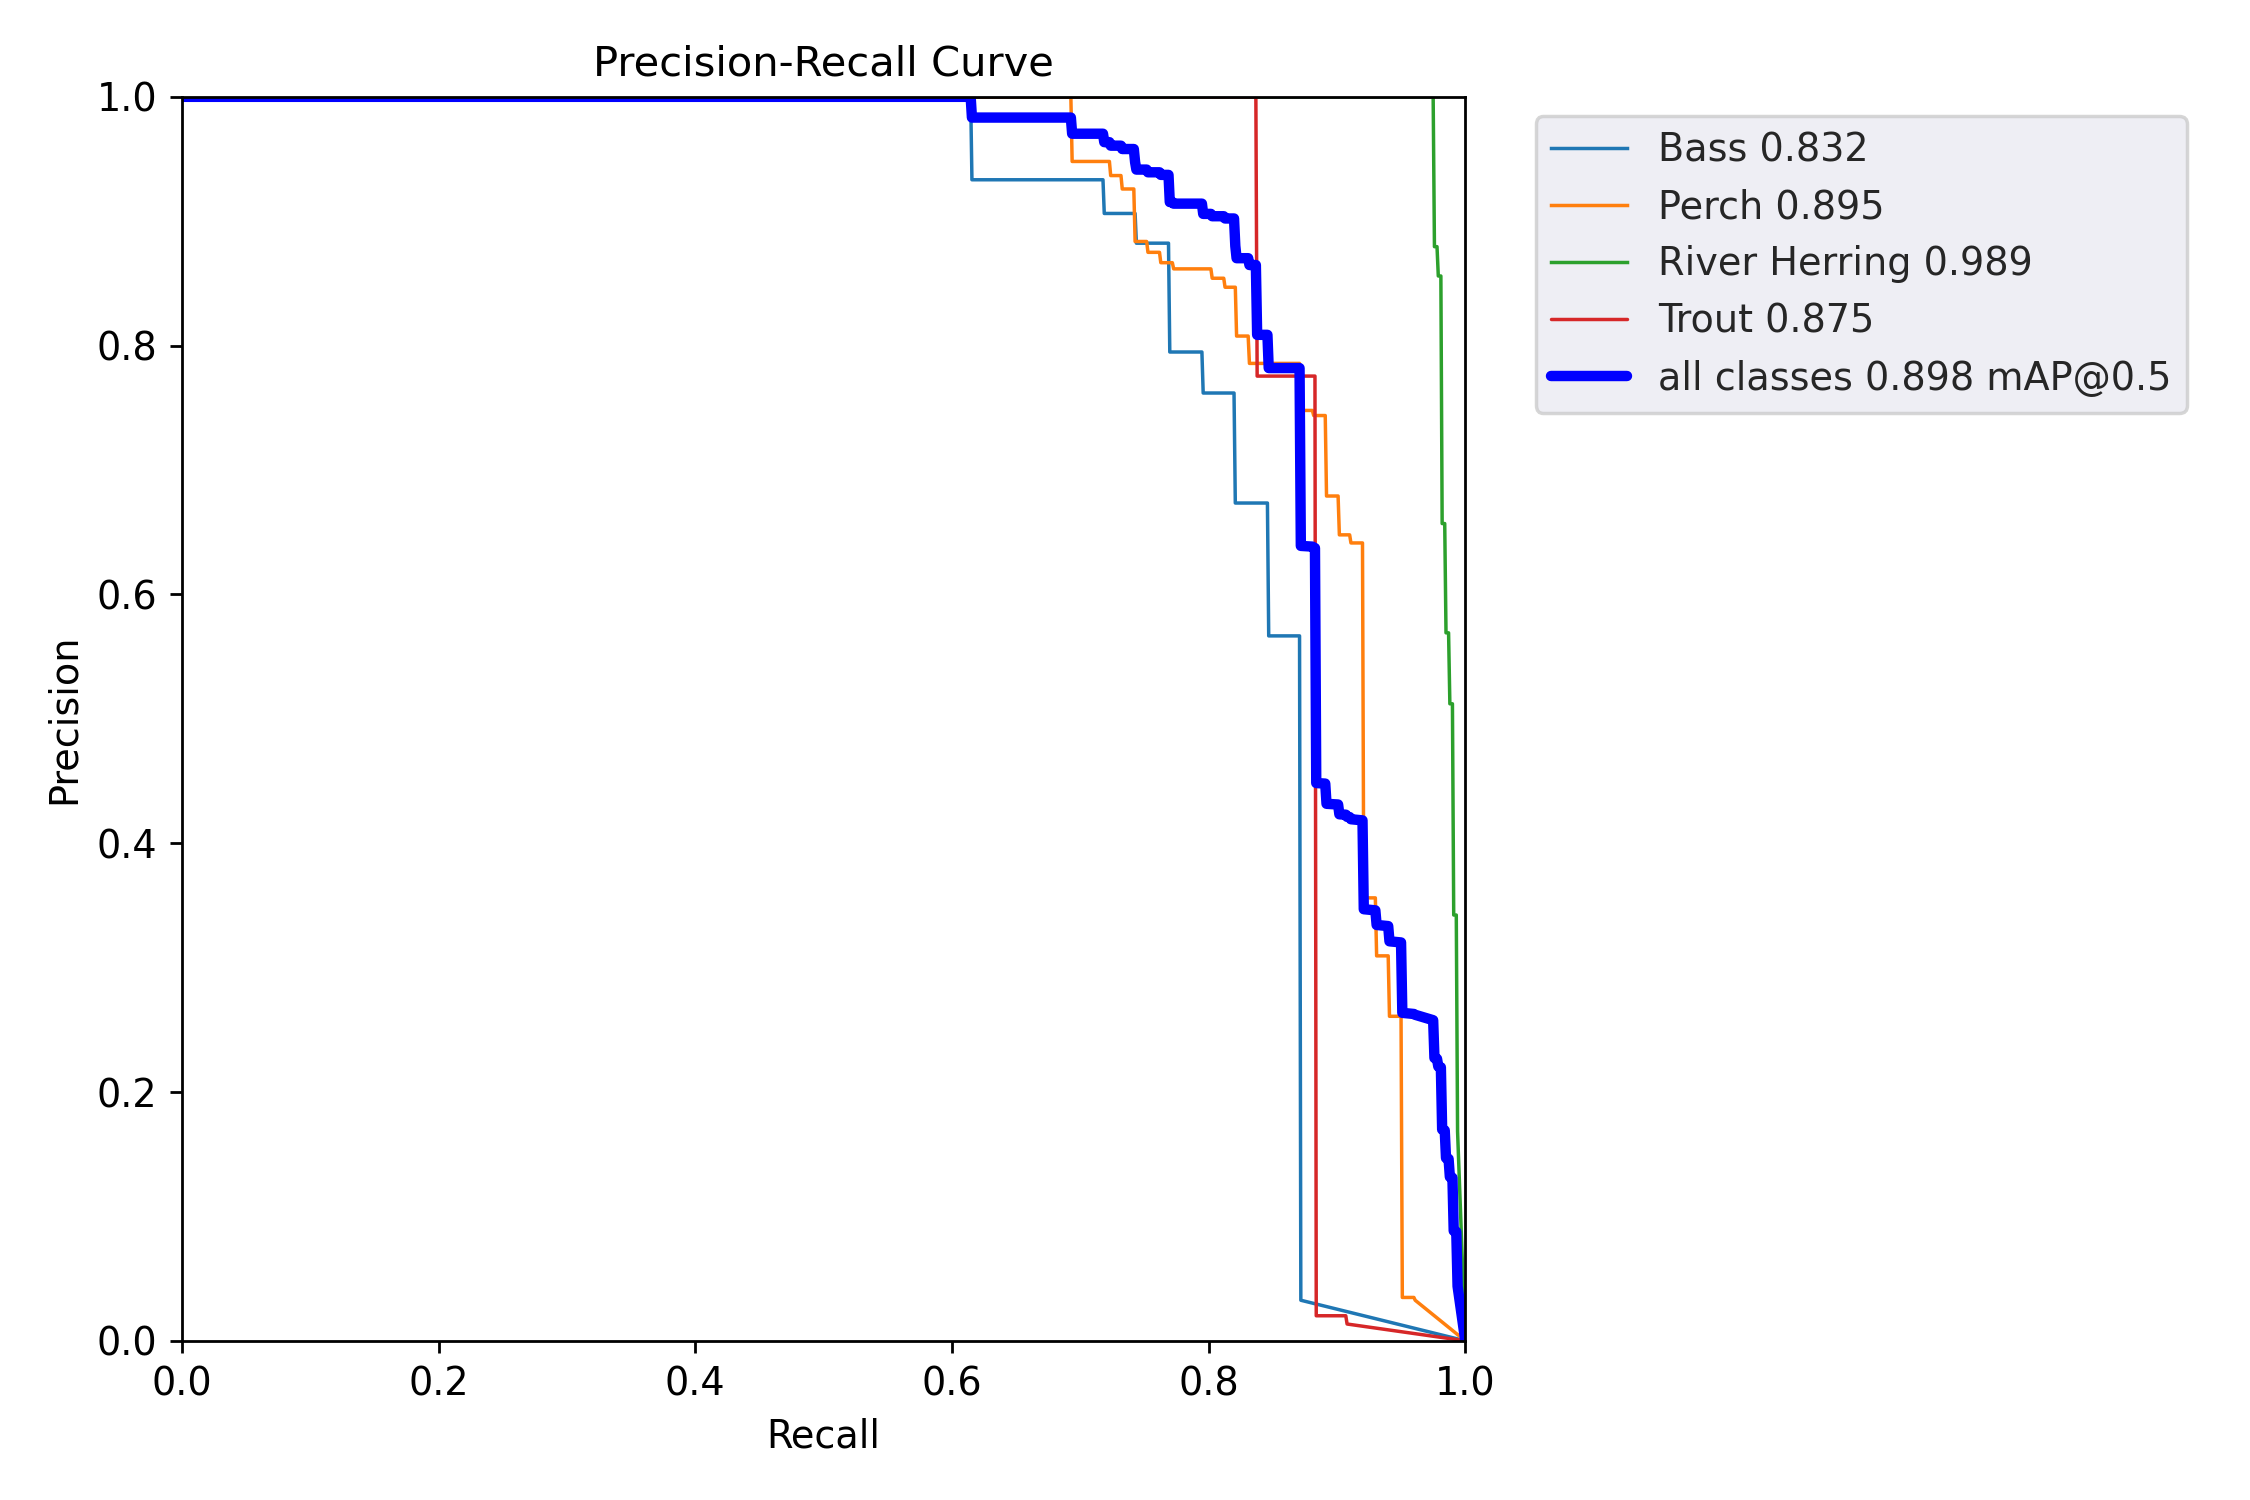 Precision-Recall Curve
1.0
0.8
0.6
0.4
0.2
0.0
Precision
0.0 0.2 0.4 0.6 0.8 1.0
Recall
Bass 0.832
Perch 0.895
River Herring 0.989
Trout 0.875
all classes 0.898 mAP@0.5